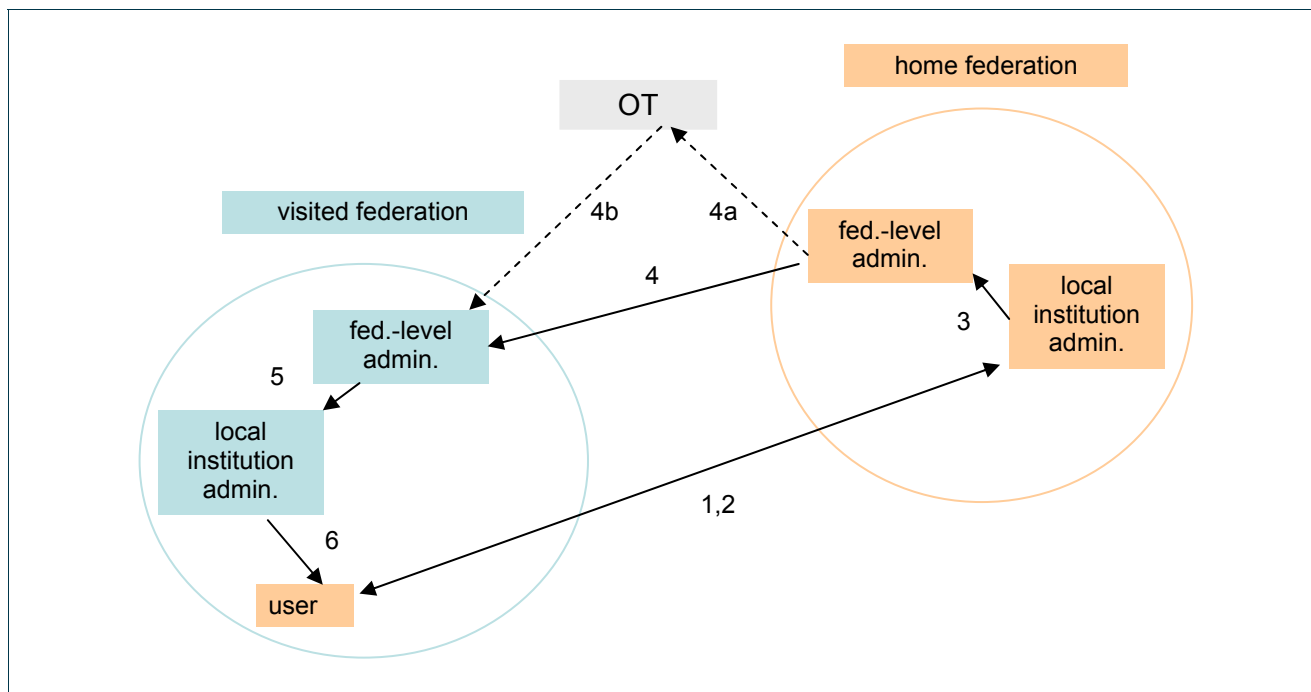 home federation
OT
visited federation
4b
4a
fed.-level
admin.
4
local
institution
admin.
3
fed.-level
admin.
5
local
institution
admin.
1,2
6
user